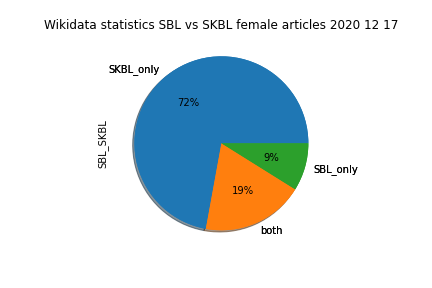 Wikidata statistics SBL vs SKBL female articles 2020 12 17
SKBL_only
72%
SBL_SKBL
9%
SBL_only
19%
both